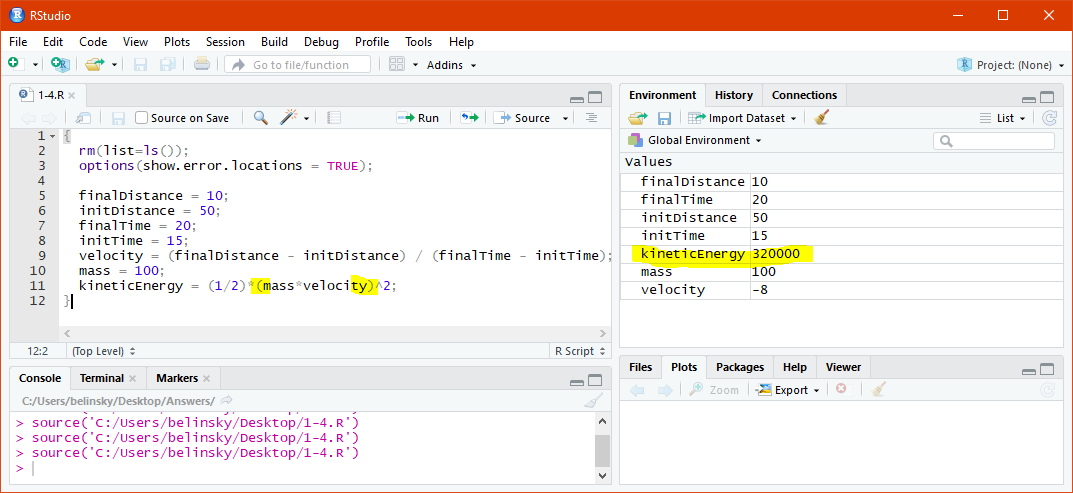 RStudio
File Edit Code View Plots Session Build Debug Profile Tools Help
Go to file/function Addins Project: (None)
1-4.R
Source on Save Run Source
1 {
2 rm(list=ls());
3 options(show.error.locations = TRUE);
4
5 finalDistance = 10;
6 initDistance = 50;
7 finalTime = 20;
8 initTime = 15;
9 velocity = (finalDistance - initDistance) / (finalTime - initTime);
10 mass = 100;
11 kineticEnergy = (1/2)*(mass*velocity)^2;
12 }
12:2 (Top Level) R Script
Console Terminal Markers
C:/Users/belinsky/Desktop/Answers/
> source('C:/Users/belinsky/Desktop/1-4.R')
> source('C:/Users/belinsky/Desktop/1-4.R')
> source('C:/Users/belinsky/Desktop/1-4.R')
>
Environment History Connections
Import Dataset List
Global Environment
Values
finalDistance 10
finalTime 20
initDistance 50
initTime 15
kineticEnergy 320000
mass 100
velocity -8
Files Plots Packages Help Viewer
Zoom Export